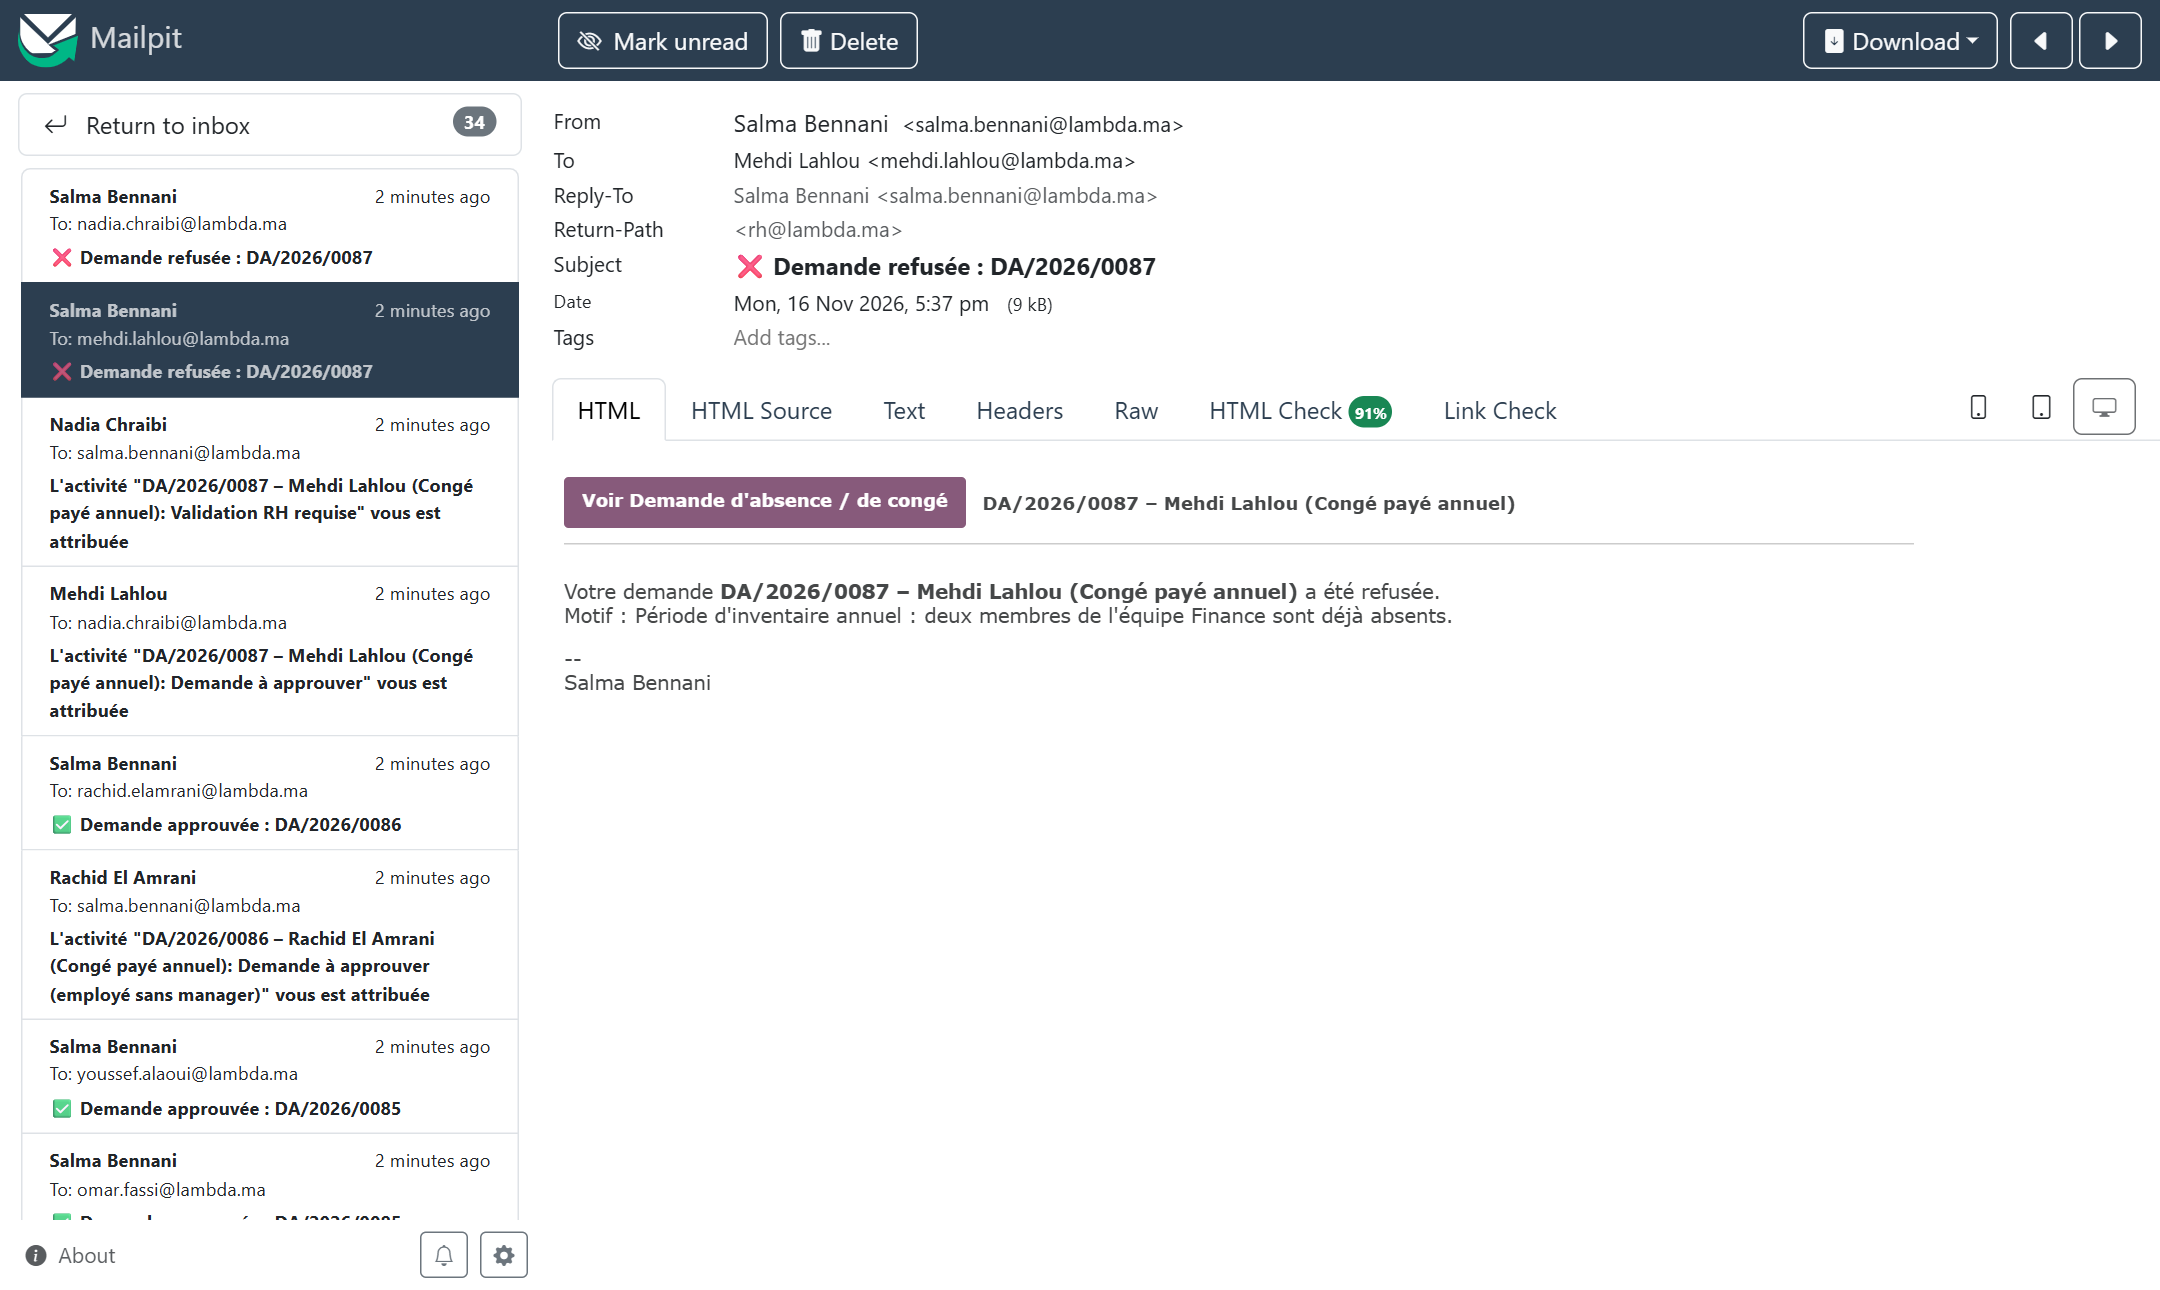 Mailpit
Mark unread
Delete
Download
Return to inbox
34
Salma Bennani
2 minutes ago
To: nadia.chraibi@lambda.ma
❌ Demande refusée : DA/2026/0087
Salma Bennani
2 minutes ago
To: mehdi.lahlou@lambda.ma
❌ Demande refusée : DA/2026/0087
Nadia Chraibi
2 minutes ago
To: salma.bennani@lambda.ma
L'activité "DA/2026/0087 – Mehdi Lahlou (Congé
payé annuel): Validation RH requise" vous est
attribuée
Mehdi Lahlou
2 minutes ago
To: nadia.chraibi@lambda.ma
L'activité "DA/2026/0087 – Mehdi Lahlou (Congé
payé annuel): Demande à approuver" vous est
attribuée
Salma Bennani
2 minutes ago
To: rachid.elamrani@lambda.ma
✅ Demande approuvée : DA/2026/0086
Rachid El Amrani
2 minutes ago
To: salma.bennani@lambda.ma
L'activité "DA/2026/0086 – Rachid El Amrani
(Congé payé annuel): Demande à approuver
(employé sans manager)" vous est attribuée
Salma Bennani
2 minutes ago
To: youssef.alaoui@lambda.ma
✅ Demande approuvée : DA/2026/0085
Salma Bennani
2 minutes ago
To: omar.fassi@lambda.ma
About
From
Salma Bennani <salma.bennani@lambda.ma>
To
Mehdi Lahlou <mehdi.lahlou@lambda.ma>
Reply-To
Salma Bennani <salma.bennani@lambda.ma>
Return-Path
<rh@lambda.ma>
Subject
❌ Demande refusée : DA/2026/0087
Date
Mon, 16 Nov 2026, 5:37 pm (9 kB)
Tags
Add tags...
HTML
HTML Source
Text
Headers
Raw
HTML Check 91%
Link Check
Voir Demande d'absence / de congé
DA/2026/0087 – Mehdi Lahlou (Congé payé annuel)
Votre demande DA/2026/0087 – Mehdi Lahlou (Congé payé annuel) a été refusée.
Motif : Période d'inventaire annuel : deux membres de l'équipe Finance sont déjà absents.
--
Salma Bennani